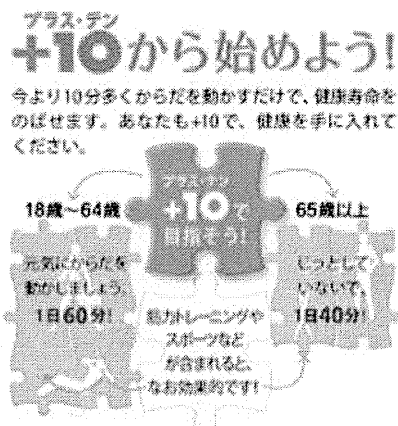 プラス・テン
+10から始めよう!
今より10分多くからだを動かすだけで、健康寿命を
のばせます。あなたも+10で、健康を手に入れて
ください。
プラス・テン
+10で
目指そう!
18歳~64歳
元気にからだを
動かしましょう。
1日60分!
65歳以上
じっとして
いないで、
1日40分!
筋力トレーニングや
スポーツなど
が含まれると、
なお効果的です!